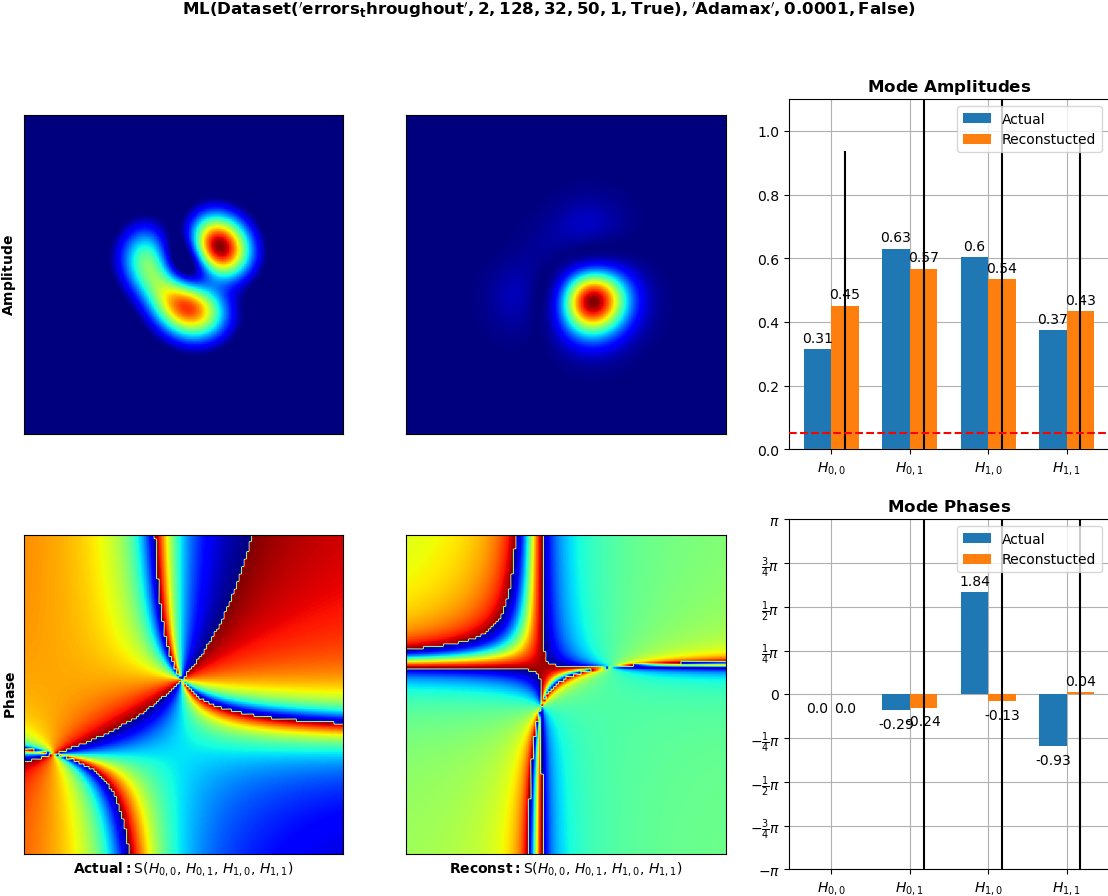 ML(Dataset('errors_throughout', 2, 128, 32, 50, 1, True), 'Adamax', 0.0001, False)
Amplitude
Mode Amplitudes
Actual
Reconstucted
1.0
0.8
0.6
0.4
0.2
0.0
0.31
0.45
0.63
0.57
0.6
0.54
0.37
0.43
H0,0
H0,1
H1,0
H1,1
Phase
Actual: S(H0,0, H0,1, H1,0, H1,1)
Reconst: S(H0,0, H0,1, H1,0, H1,1)
Mode Phases
Actual
Reconstucted
π
3/4π
1/2π
1/4π
0
−1/4π
−1/2π
−3/4π
−π
0.0
0.0
-0.29
-0.24
1.84
-0.13
-0.93
0.04
H0,0
H0,1
H1,0
H1,1